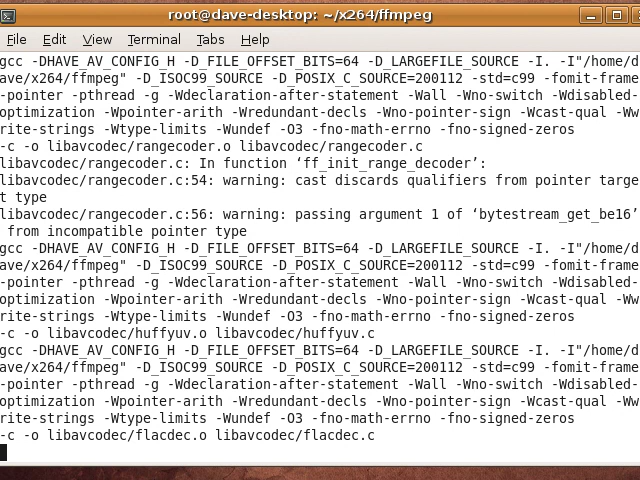 root@dave-desktop: ~/x264/ffmpeg
File Edit View Terminal Tabs Help
gcc -DHAVE_AV_CONFIG_H -D_FILE_OFFSET_BITS=64 -D_LARGEFILE_SOURCE -I. -I"/home/d
ave/x264/ffmpeg" -D_ISOC99_SOURCE -D_POSIX_C_SOURCE=200112 -std=c99 -fomit-frame
-pointer -pthread -g -Wdeclaration-after-statement -Wall -Wno-switch -Wdisabled-
optimization -Wpointer-arith -Wredundant-decls -Wno-pointer-sign -Wcast-qual -Ww
rite-strings -Wtype-limits -Wundef -O3 -fno-math-errno -fno-signed-zeros
-c -o libavcodec/rangecoder.o libavcodec/rangecoder.c
libavcodec/rangecoder.c: In function ‘ff_init_range_decoder’:
libavcodec/rangecoder.c:54: warning: cast discards qualifiers from pointer targe
t type
libavcodec/rangecoder.c:56: warning: passing argument 1 of ‘bytestream_get_be16’
from incompatible pointer type
gcc -DHAVE_AV_CONFIG_H -D_FILE_OFFSET_BITS=64 -D_LARGEFILE_SOURCE -I. -I"/home/d
ave/x264/ffmpeg" -D_ISOC99_SOURCE -D_POSIX_C_SOURCE=200112 -std=c99 -fomit-frame
-pointer -pthread -g -Wdeclaration-after-statement -Wall -Wno-switch -Wdisabled-
optimization -Wpointer-arith -Wredundant-decls -Wno-pointer-sign -Wcast-qual -Ww
rite-strings -Wtype-limits -Wundef -O3 -fno-math-errno -fno-signed-zeros
-c -o libavcodec/huffyuv.o libavcodec/huffyuv.c
gcc -DHAVE_AV_CONFIG_H -D_FILE_OFFSET_BITS=64 -D_LARGEFILE_SOURCE -I. -I"/home/d
ave/x264/ffmpeg" -D_ISOC99_SOURCE -D_POSIX_C_SOURCE=200112 -std=c99 -fomit-frame
-pointer -pthread -g -Wdeclaration-after-statement -Wall -Wno-switch -Wdisabled-
optimization -Wpointer-arith -Wredundant-decls -Wno-pointer-sign -Wcast-qual -Ww
rite-strings -Wtype-limits -Wundef -O3 -fno-math-errno -fno-signed-zeros
-c -o libavcodec/flacdec.o libavcodec/flacdec.c